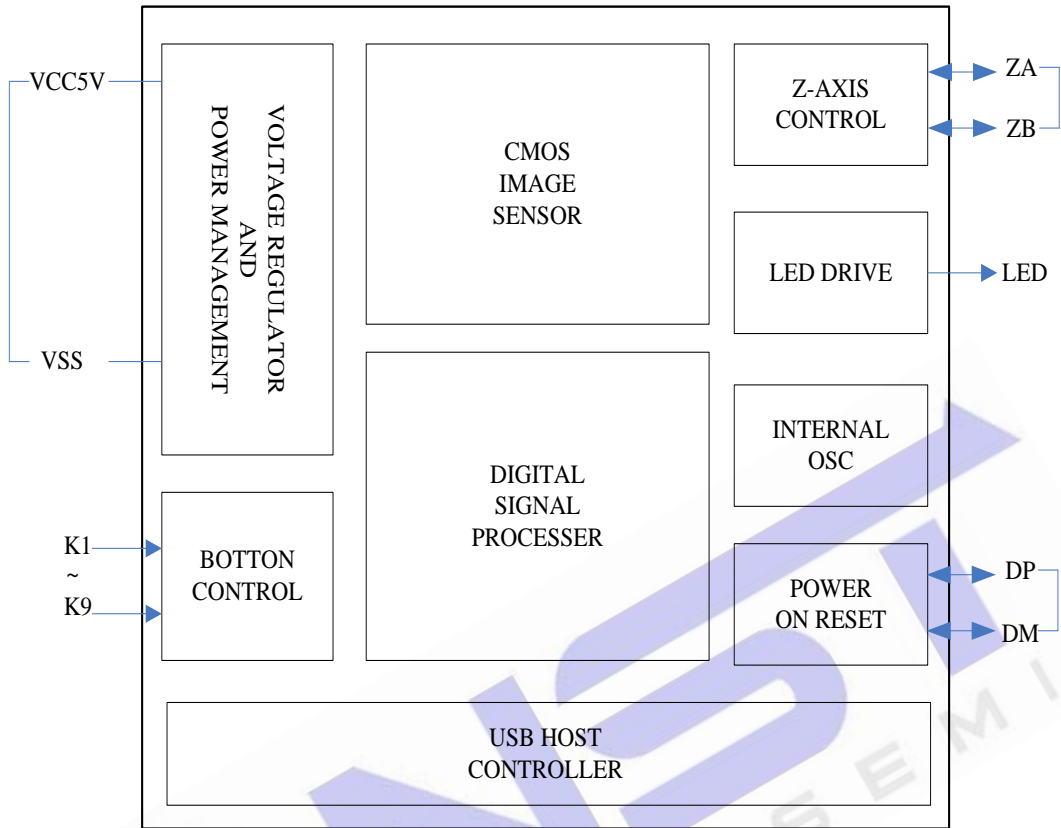 VCC5V
VSS
VOLTAGE REGULATOR
AND
POWER MANAGEMENT
CMOS
IMAGE
SENSOR
Z-AXIS
CONTROL
ZA
ZB
LED DRIVE
LED
INTERNAL
OSC
DIGITAL
SIGNAL
PROCESSER
K1
~
K9
BOTTON
CONTROL
POWER
ON RESET
DP
DM
USB HOST
CONTROLLER
SEMI